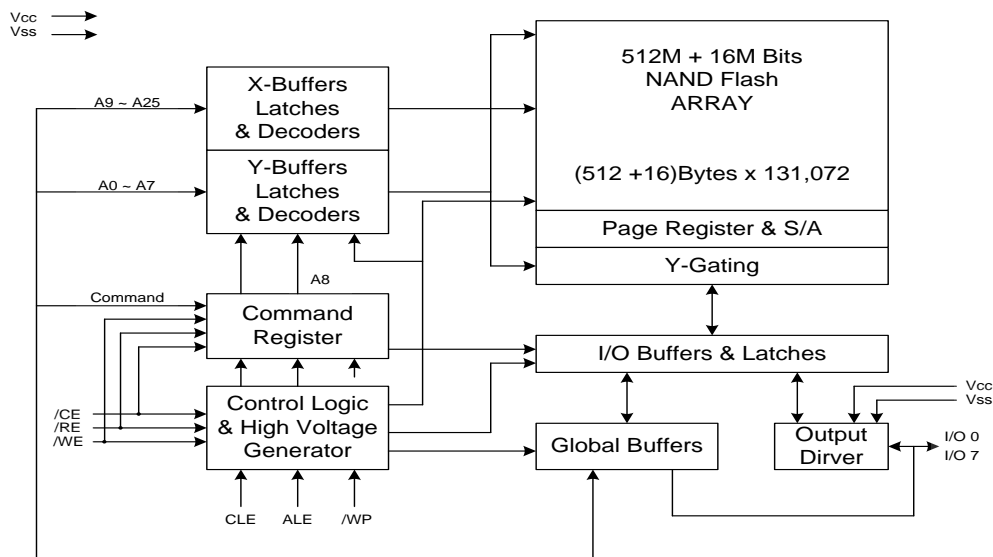 Vcc
Vss
512M + 16M Bits
NAND Flash
ARRAY
(512 +16)Bytes x 131,072
Page Register & S/A
Y-Gating
A9 ~ A25
X-Buffers
Latches
& Decoders
A0 ~ A7
Y-Buffers
Latches
& Decoders
A8
Command
Command
Register
I/O Buffers & Latches
/CE
/RE
/WE
Control Logic
& High Voltage
Generator
Global Buffers
Output
Dirver
Vcc
Vss
I/O 0
I/O 7
CLE
ALE
/WP